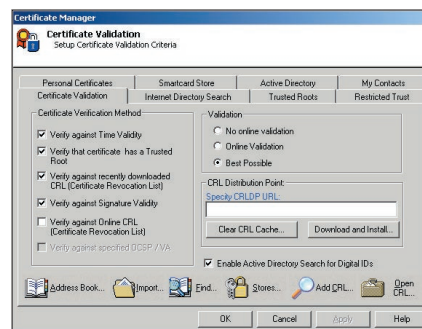 Certificate Manager
Certificate Validation
Setup Certificate Validation Criteria
Personal Certificates
Smartcard Store
Active Directory
My Contacts
Certificate Validation
Internet Directory Search
Trusted Roots
Restricted Trust
Certificate Verification Method
Verify against Time Validity
Verify that certificate has a Trusted
Root
Verify against recently downloaded
CRL (Certificate Revocation List)
Verify against Signature Validity
Verify against Online CRL
(Certificate Revocation List)
Verify against specified OCSP / VA
Validation
No online validation
Online Validation
Best Possible
CRL Distribution Point:
Specify CRLDP URL:
Clear CRL Cache...
Download and Install...
Enable Active Directory Search for Digital IDs
Address Book...
Import...
Find...
Stores...
Add CRL...
Open
CRL...
OK
Cancel
Apply
Help